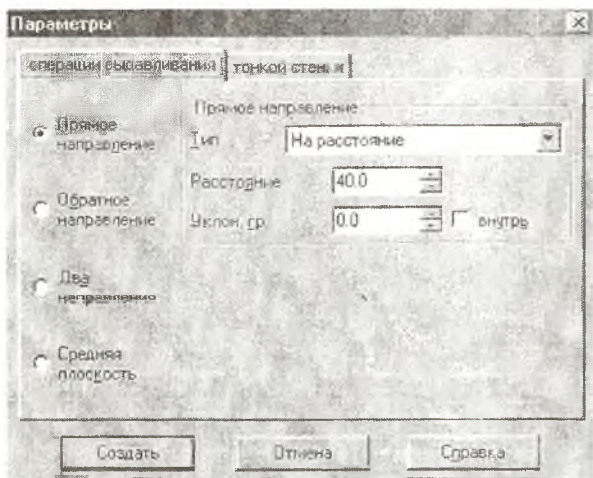 Параметры
операции выдавливания тонкой стенки
Прямое направление
Прямое направление
Тип На расстояние
Расстояние 40.0
Обратное направление
Уклон, гр. 0.0 внутрь
Два направления
Средняя плоскость
Создать Отмена Справка